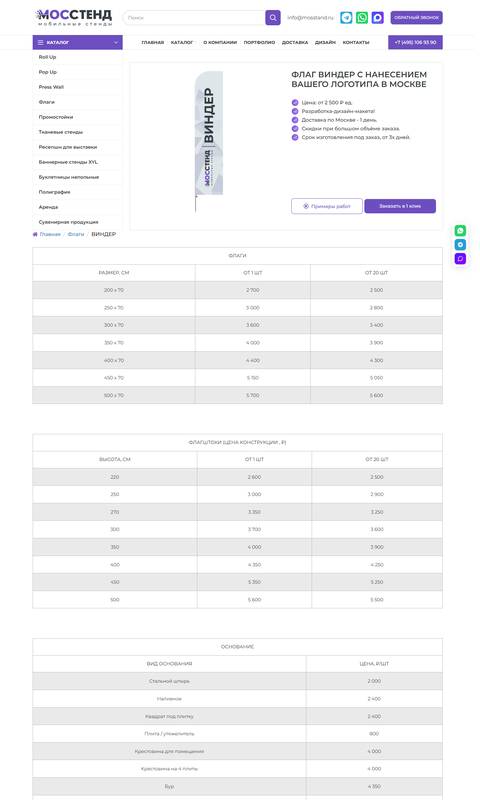 МОССТЕНД
мобильные стенды
Поиск
info@mosstand.ru
ОБРАТНЫЙ ЗВОНОК
КАТАЛОГ
ГЛАВНАЯ КАТАЛОГ О КОМПАНИИ ПОРТФОЛИО ДОСТАВКА ДИЗАЙН КОНТАКТЫ
+7 (495) 106 93 90
Roll Up
Pop Up
Press Wall
Флаги
Промостойки
Тканевые стенды
Ресепшн для выставки
Баннерные стенды XYL
Буклетницы напольные
Полиграфия
Аренда
Сувенирная продукция
ВИНДЕР
МОССТЕНД
ФЛАГ ВИНДЕР С НАНЕСЕНИЕМ
ВАШЕГО ЛОГОТИПА В МОСКВЕ
Цена: от 2 500 ₽ ед.
Разработка-дизайн-макета!
Доставка по Москве - 1 день.
Скидки при большом объёме заказа.
Срок изготовления под заказ, от 3х дней.
Примеры работ
Заказать в 1 клик
Главная / Флаги / ВИНДЕР
ФЛАГИ
РАЗМЕР, СМ ОТ 1 ШТ ОТ 20 ШТ
200 x 70 2 700 2 500
250 x 70 3 000 2 800
300 x 70 3 600 3 400
350 x 70 4 000 3 900
400 x 70 4 400 4 300
450 x 70 5 150 5 050
500 x 70 5 700 5 600
ФЛАГШТОКИ (ЦЕНА КОНСТРУКЦИИ , ₽)
ВЫСОТА, СМ ОТ 1 ШТ ОТ 20 ШТ
220 2 600 2 500
250 3 000 2 900
270 3 350 3 250
300 3 700 3 600
350 4 000 3 900
400 4 350 4 250
450 5 350 5 250
500 5 600 5 500
ОСНОВАНИЕ
ВИД ОСНОВАНИЯ ЦЕНА, ₽/ШТ
Стальной штырь 2 000
Наливное 2 400
Квадрат под плитку 2 400
Плита / утяжелитель 800
Крестовина для помещения 4 000
Крестовина на 4 плиты 4 000
Бур 4 350